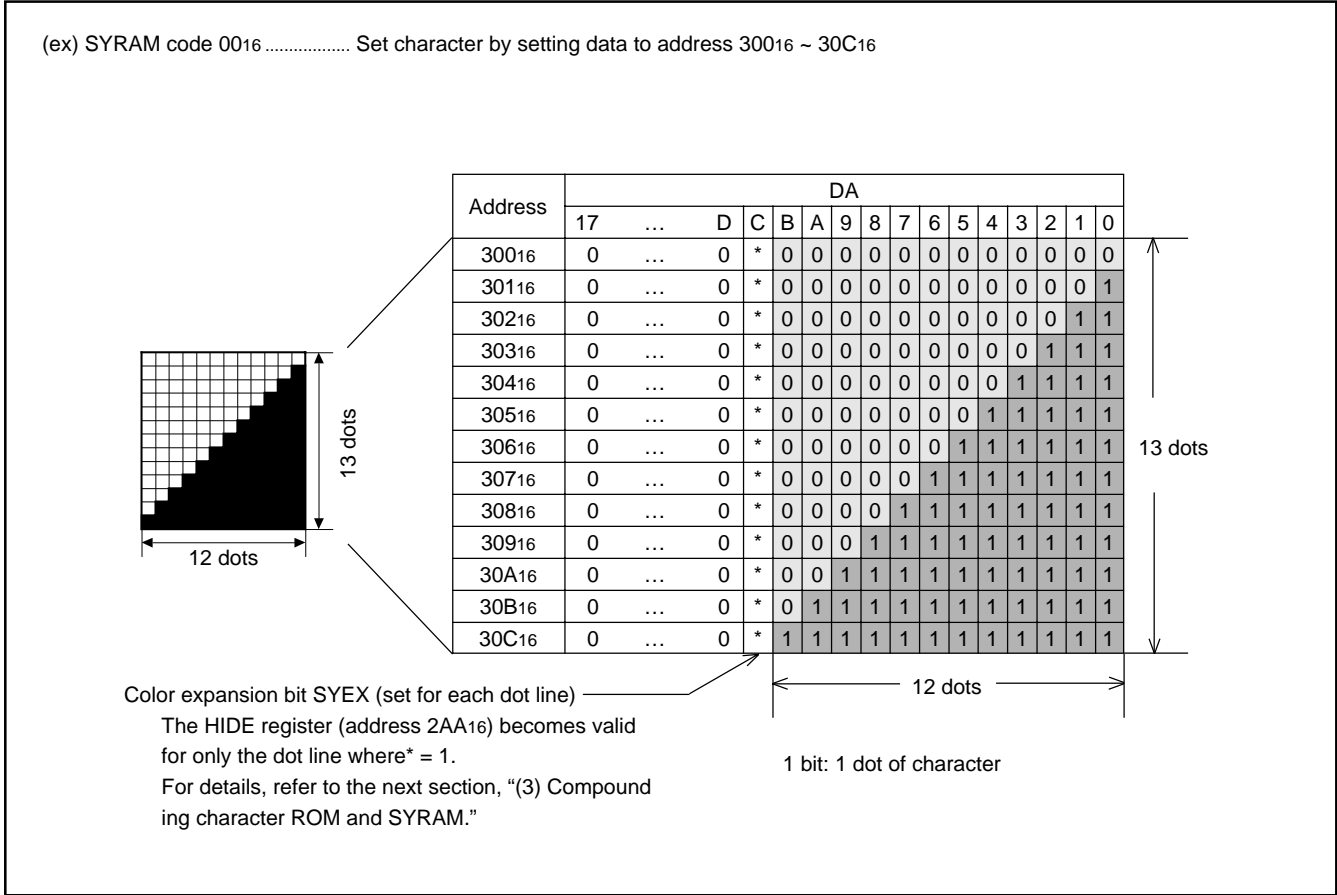 (ex) SYRAM code 0016 .................. Set character by setting data to address 30016 ~ 30C16
Address DA
17 … D C B A 9 8 7 6 5 4 3 2 1 0
30016 0 … 0 * 0 0 0 0 0 0 0 0 0 0 0 0
30116 0 … 0 * 0 0 0 0 0 0 0 0 0 0 0 1
30216 0 … 0 * 0 0 0 0 0 0 0 0 0 0 1 1
30316 0 … 0 * 0 0 0 0 0 0 0 0 0 1 1 1
30416 0 … 0 * 0 0 0 0 0 0 0 0 1 1 1 1
30516 0 … 0 * 0 0 0 0 0 0 0 1 1 1 1 1
30616 0 … 0 * 0 0 0 0 0 0 1 1 1 1 1 1
30716 0 … 0 * 0 0 0 0 0 1 1 1 1 1 1 1
30816 0 … 0 * 0 0 0 0 1 1 1 1 1 1 1 1
30916 0 … 0 * 0 0 0 1 1 1 1 1 1 1 1 1
30A16 0 … 0 * 0 0 1 1 1 1 1 1 1 1 1 1
30B16 0 … 0 * 0 1 1 1 1 1 1 1 1 1 1 1
30C16 0 … 0 * 1 1 1 1 1 1 1 1 1 1 1 1
13 dots
12 dots
13 dots
12 dots
Color expansion bit SYEX (set for each dot line)
The HIDE register (address 2AA16) becomes valid
for only the dot line where* = 1.
For details, refer to the next section, “(3) Compound
ing character ROM and SYRAM.”
1 bit: 1 dot of character